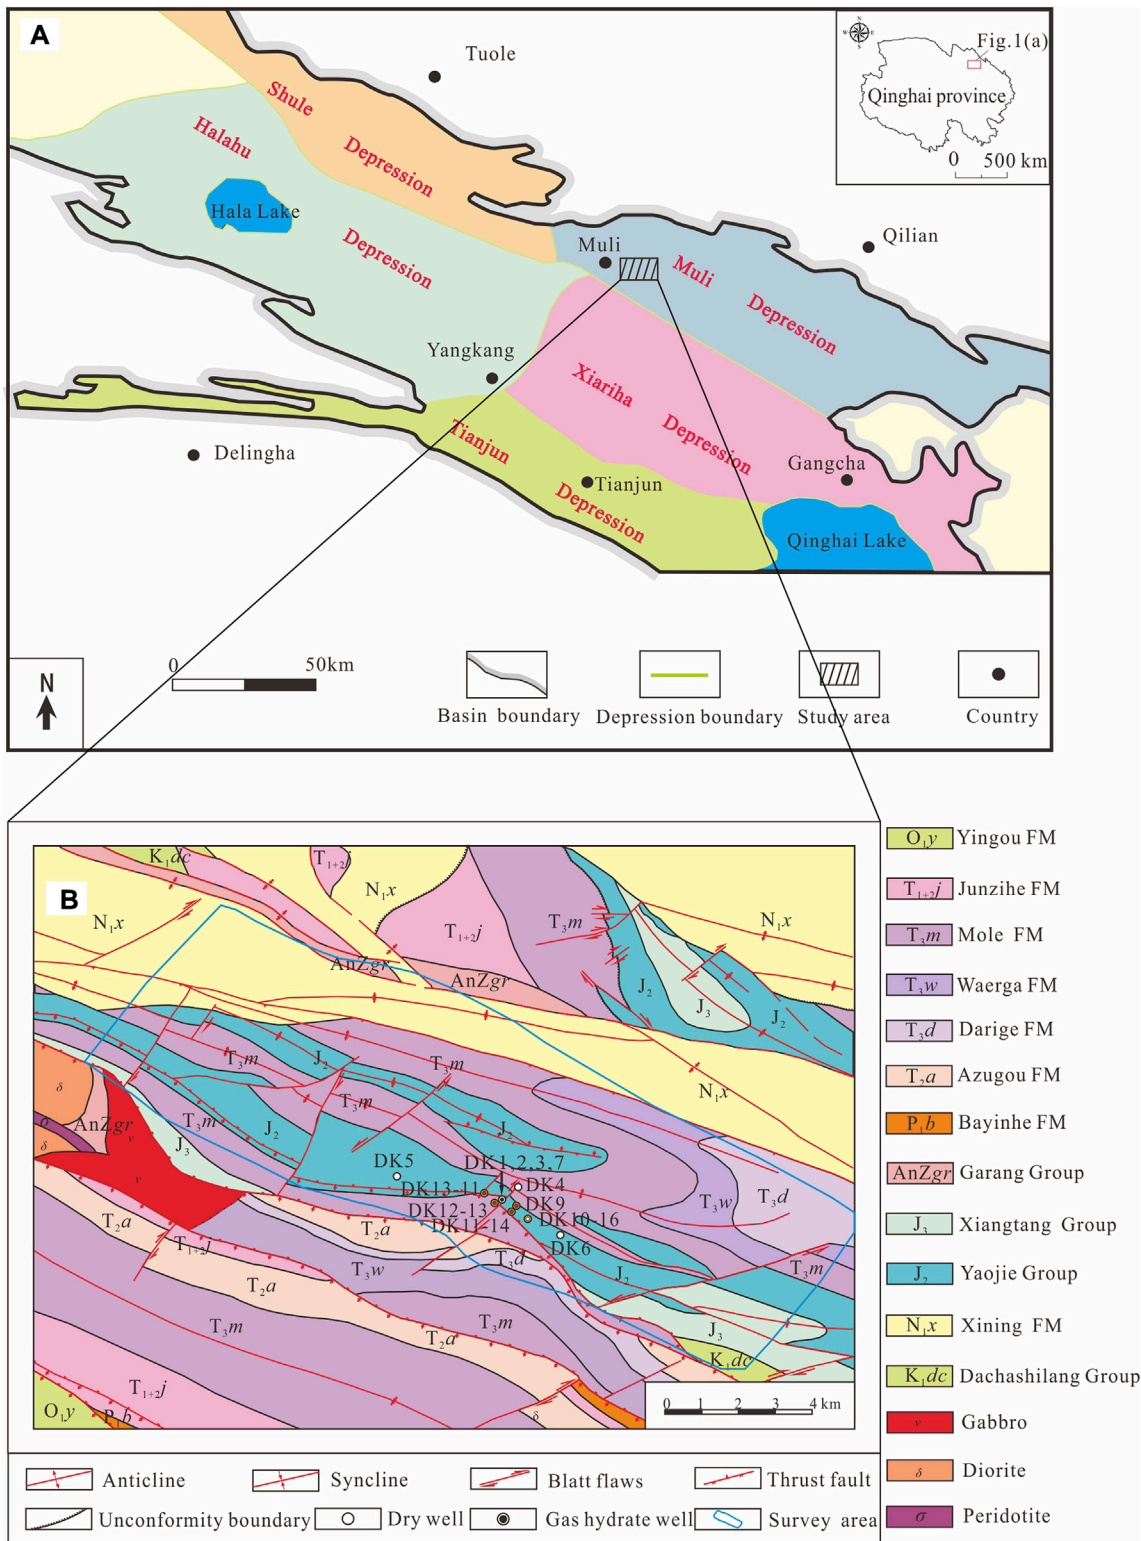 A
Tuole
N
W E
S
Fig.1(a)
Qinghai province
0 500 km
Shule
Depression
Halahu
Depression
Hala Lake
Muli
Qilian
Muli
Depression
Yangkang
Xiariha
Depression
Tianjun
Depression
Delingha
Tianjun
Gangcha
Qinghai Lake
N
0 50km
Basin boundary
Depression boundary
Study area
Country
B
K₁dc
T₁₊₂j
N₁x
N₁x
T₁₊₂j
T₃m
N₁x
AnZgr
AnZgr
J₂
J₃
J₂
T₃m
J₂
T₃m
N₁x
δ
T₃m
σ
AnZgr
v
T₃m
J₂
J₂
δ
J₃
DK5
DK1,2,3,7
v
DK13-11
DK4
T₃w
T₃d
DK12-13
DK9
T₂a
T₂a
DK11-14
DK10-16
T₁₊₂j
DK6
T₃d
T₃w
J₂
T₃m
T₂a
T₃m
T₃m
J₃
T₂a
K₁dc
T₁₊₂j
O₁y
P₁b
δ
0 1 2 3 4 km
Anticline
Syncline
Blatt flaws
Thrust fault
Unconformity boundary
Dry well
Gas hydrate well
Survey area
O₁y Yingou FM
T₁₊₂j Junzihe FM
T₃m Mole FM
T₃w Waerga FM
T₃d Darige FM
T₂a Azugou FM
P₁b Bayinhe FM
AnZgr Garang Group
J₃ Xiangtang Group
J₂ Yaojie Group
N₁x Xining FM
K₁dc Dachashilang Group
v Gabbro
δ Diorite
σ Peridotite